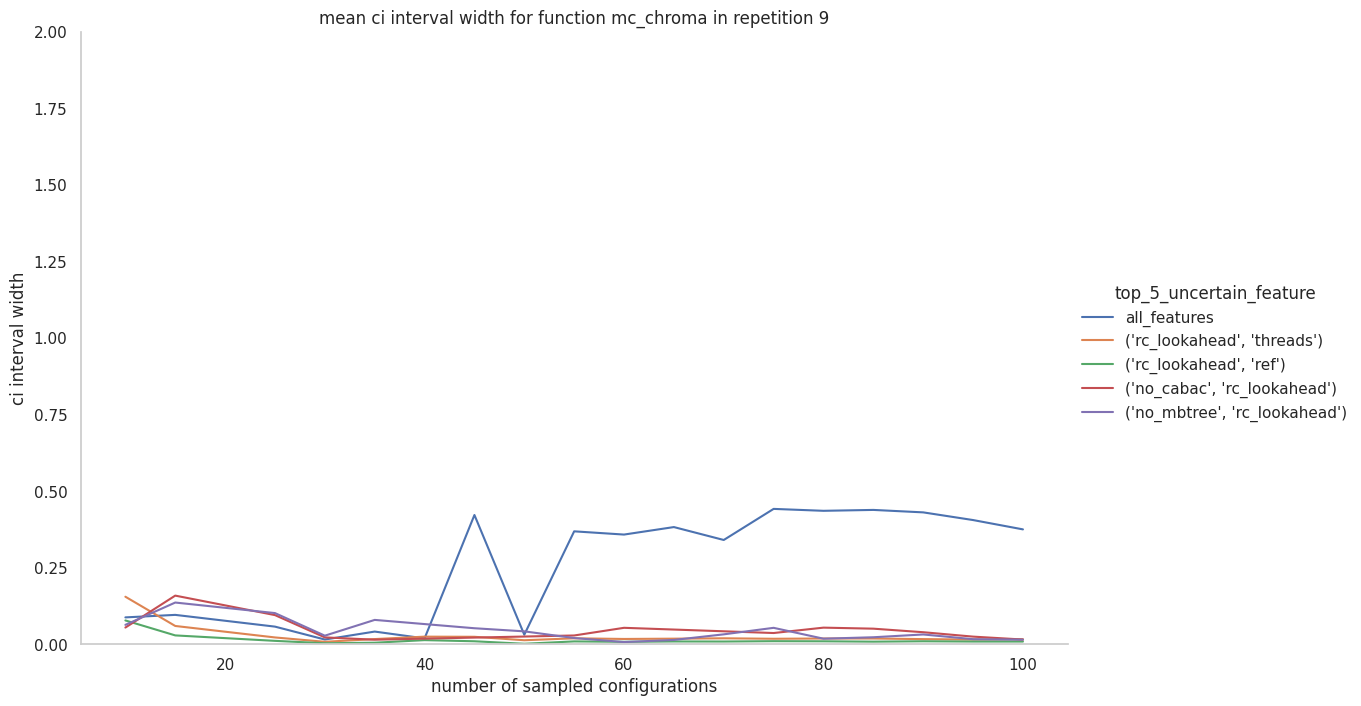 mean ci interval width for function mc_chroma in repetition 9
2.00
1.75
1.50
1.25
1.00
0.75
0.50
0.25
0.00
ci interval width
20
40
60
80
100
number of sampled configurations
top_5_uncertain_feature
all_features
('rc_lookahead', 'threads')
('rc_lookahead', 'ref')
('no_cabac', 'rc_lookahead')
('no_mbtree', 'rc_lookahead')